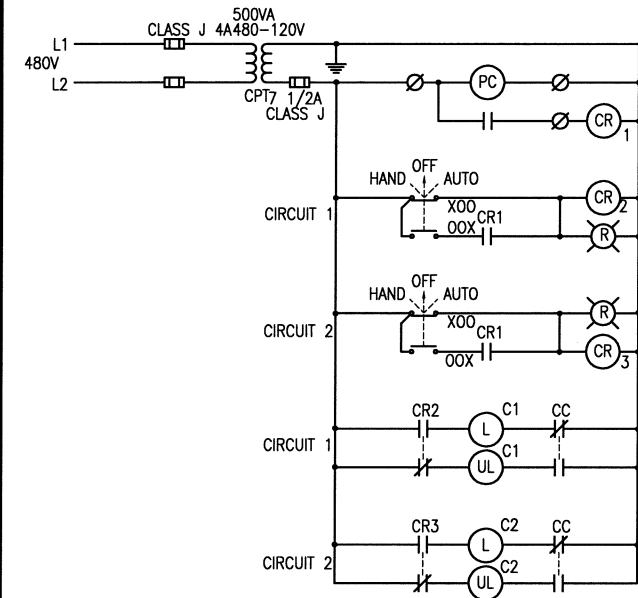 500VA
CLASS J 4A480-120V
L1
480V
L2
CPT7 1/2A
CLASS J
PC
CR
1
OFF
HAND AUTO
CIRCUIT 1
XOO
CR
2
OOX
CR1
R
OFF
HAND AUTO
CIRCUIT 2
XOO
R
OOX
CR1
CR
3
CR2
C1
CC
L
CIRCUIT 1
C1
UL
CR3
C2
CC
L
CIRCUIT 2
C2
UL